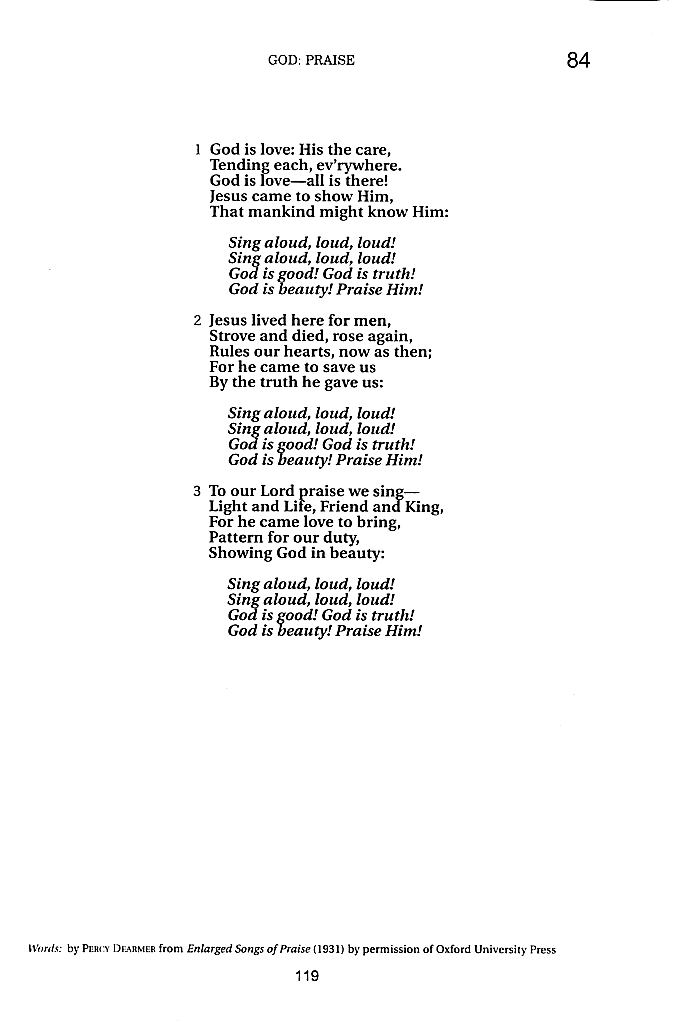 GOD: PRAISE 84
1 God is love: His the care,
Tending each, ev'rywhere.
God is love—all is there!
Jesus came to show Him,
That mankind might know Him:
Sing aloud, loud, loud!
Sing aloud, loud, loud!
God is good! God is truth!
God is beauty! Praise Him!
2 Jesus lived here for men,
Strove and died, rose again,
Rules our hearts, now as then;
For he came to save us
By the truth he gave us:
Sing aloud, loud, loud!
Sing aloud, loud, loud!
God is good! God is truth!
God is beauty! Praise Him!
3 To our Lord praise we sing—
Light and Life, Friend and King,
For he came love to bring,
Pattern for our duty,
Showing God in beauty:
Sing aloud, loud, loud!
Sing aloud, loud, loud!
God is good! God is truth!
God is beauty! Praise Him!
Words: by PERCY DEARMER from Enlarged Songs of Praise (1931) by permission of Oxford University Press
119